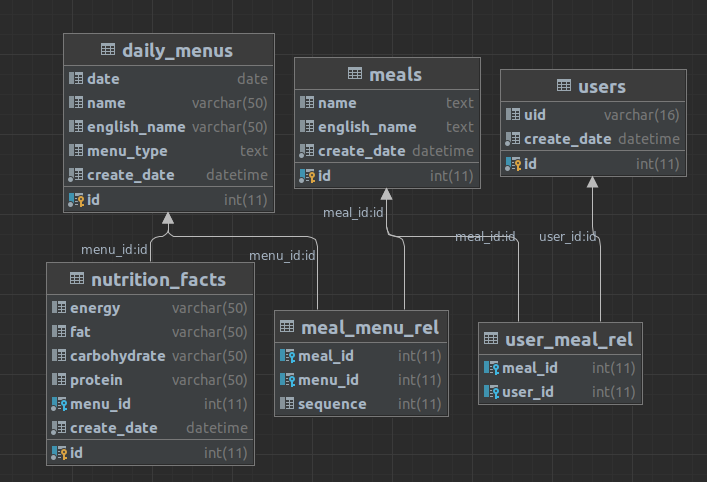 daily_menus
date date
name varchar(50)
english_name varchar(50)
menu_type text
create_date datetime
id int(11)
meals
name text
english_name text
create_date datetime
id int(11)
users
uid varchar(16)
create_date datetime
id int(11)
menu_id:id
menu_id:id
meal_id:id
meal_id:id
user_id:id
nutrition_facts
energy varchar(50)
fat varchar(50)
carbohydrate varchar(50)
protein varchar(50)
menu_id int(11)
create_date datetime
id int(11)
meal_menu_rel
meal_id int(11)
menu_id int(11)
sequence int(11)
user_meal_rel
meal_id int(11)
user_id int(11)